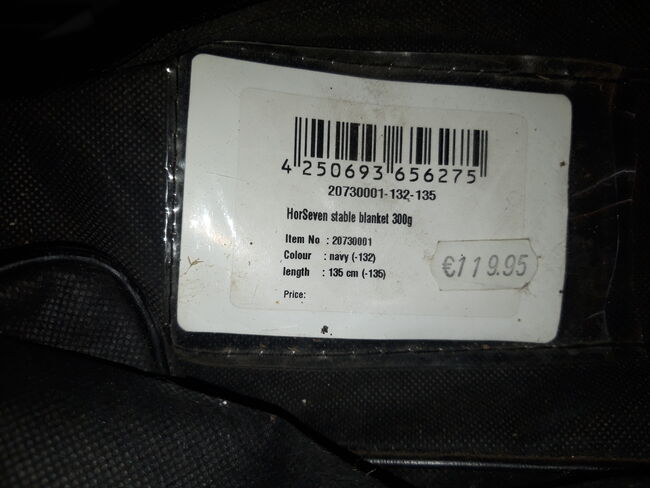 4 250693 656275
20730001-132-135
HorSeven stable blanket 300g
Item No : 20730001
Colour : navy (-132)
length : 135 cm (-135)
€119.95
Price: